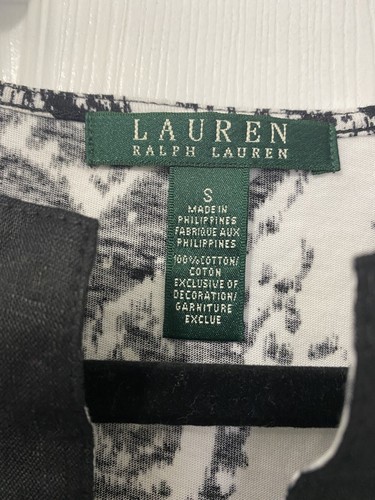 LAUREN
RALPH LAUREN
S
MADE IN
PHILIPPINES
FABRIQUE AUX
PHILIPPINES
100%COTTON/
COTON
EXCLUSIVE OF
DECORATION/
GARNITURE
EXCLUE